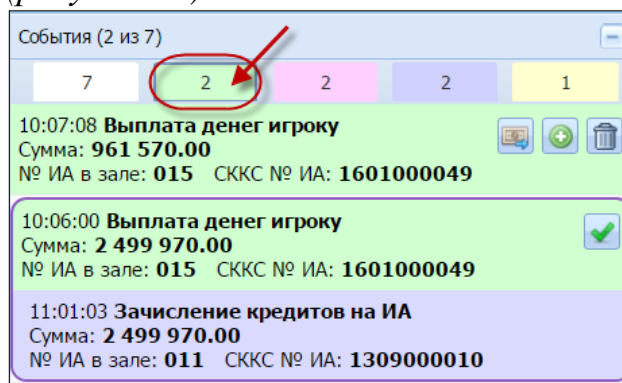 События (2 из 7)
7 2 2 2 1
10:07:08 Выплата денег игроку
Сумма: 961 570.00
№ ИА в зале: 015 СККС № ИА: 1601000049
10:06:00 Выплата денег игроку
Сумма: 2 499 970.00
№ ИА в зале: 015 СККС № ИА: 1601000049
11:01:03 Зачисление кредитов на ИА
Сумма: 2 499 970.00
№ ИА в зале: 011 СККС № ИА: 1309000010